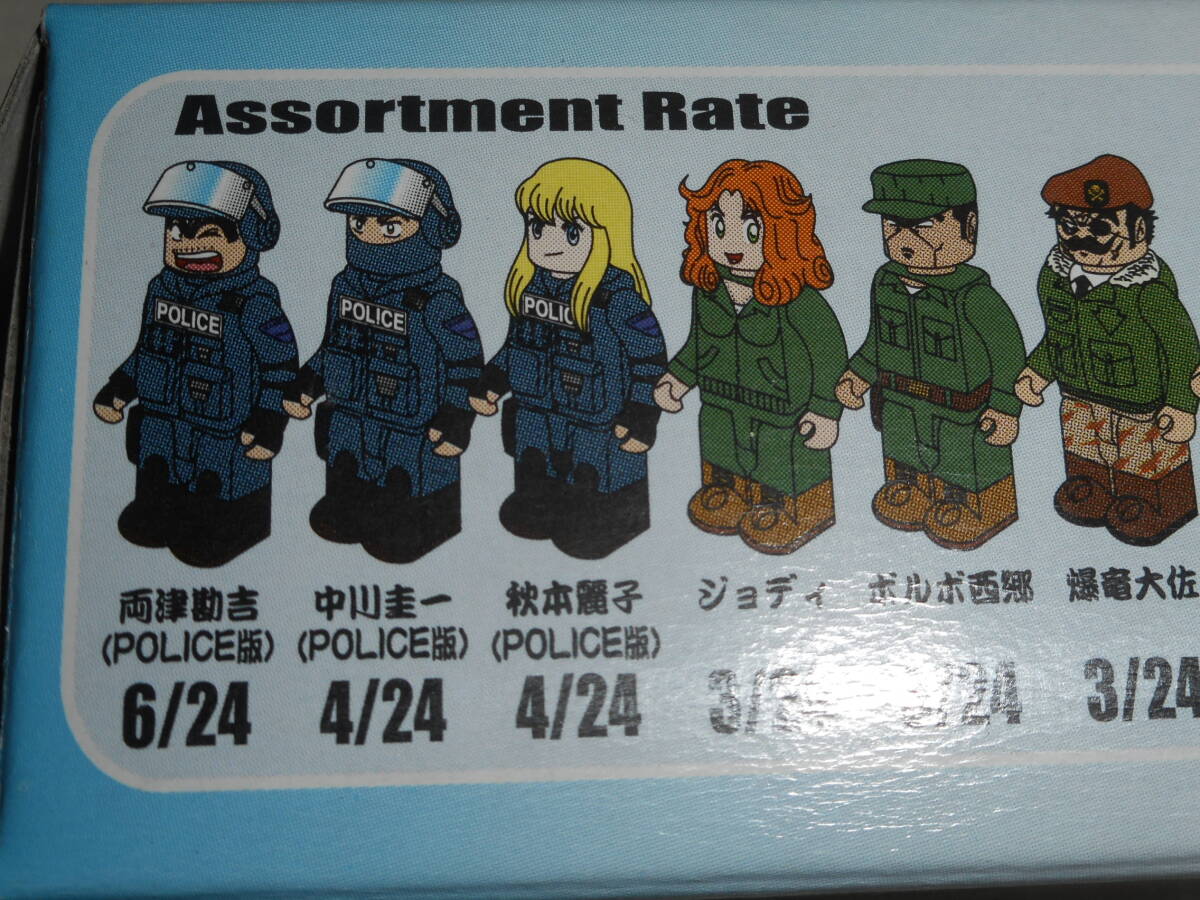 Assortment Rate
POLICE
POLICE
POLIC
両津勘吉
(POLICE版)
6/24
中川圭一
(POLICE版)
4/24
秋本麗子
(POLICE版)
4/24
ジョディ
3/
ボルボ西郷
/24
爆竜大佐
3/24